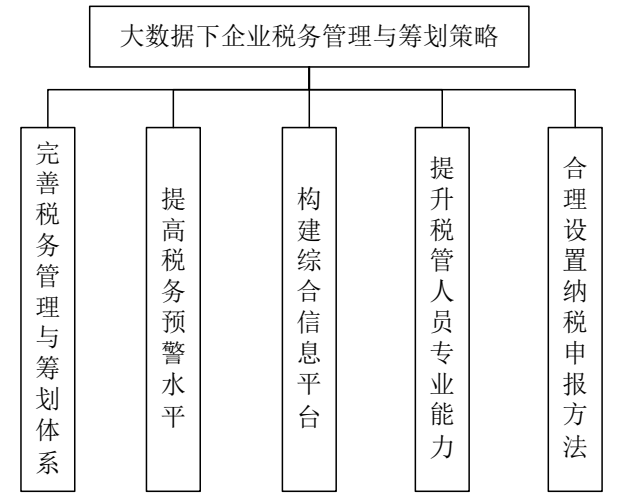 大数据下企业税务管理与筹划策略
完善税务管理与筹划体系
提高税务预警水平
构建综合信息平台
提升税管人员专业能力
合理设置纳税申报方法